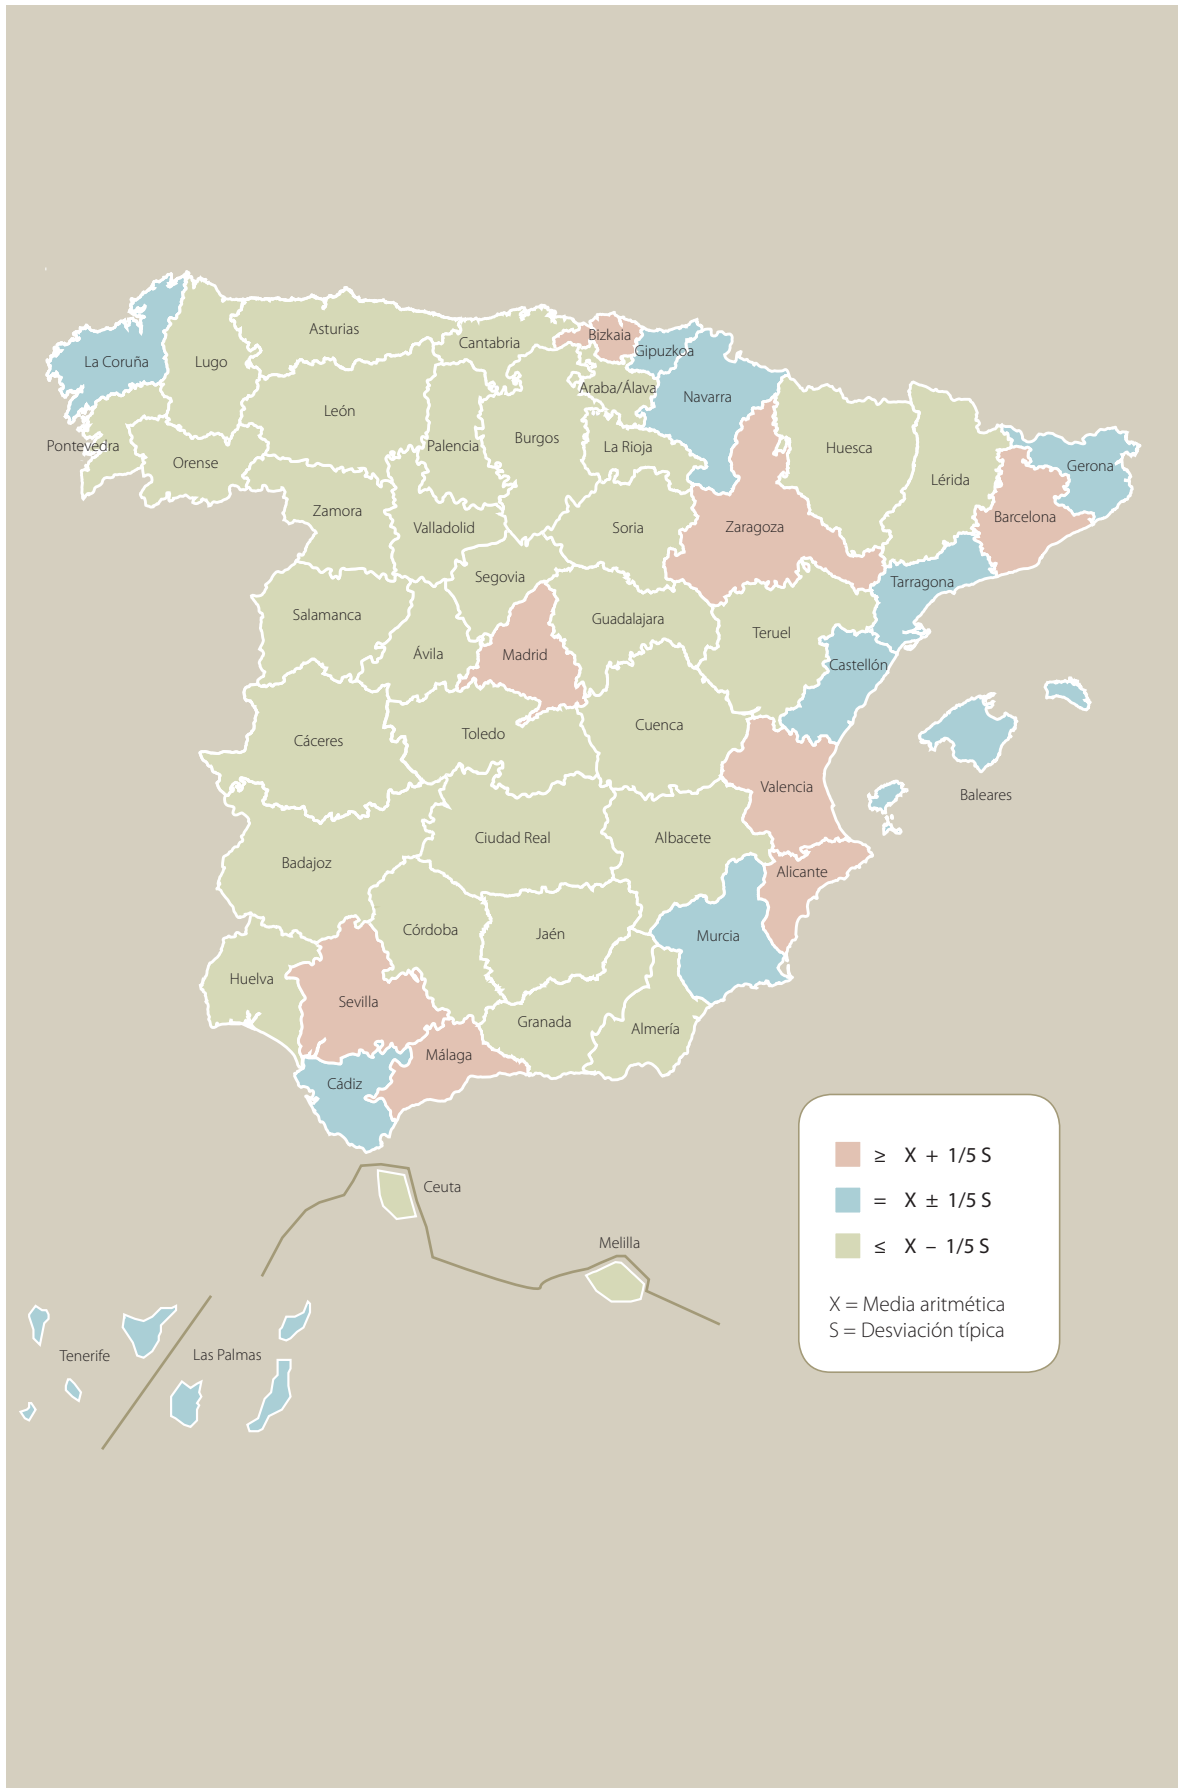 Asturias
Cantabria
Bizkaia
Gipuzkoa
La Coruña
Lugo
Araba/Álava
Navarra
León
Pontevedra
Orense
Palencia
Burgos
La Rioja
Huesca
Lérida
Gerona
Zamora
Valladolid
Soria
Zaragoza
Barcelona
Segovia
Tarragona
Salamanca
Guadalajara
Teruel
Ávila
Madrid
Castellón
Cáceres
Toledo
Cuenca
Valencia
Baleares
Ciudad Real
Albacete
Badajoz
Alicante
Córdoba
Jaén
Murcia
Huelva
Sevilla
Granada
Almería
Málaga
Cádiz
≥ X + 1/5 S
= X ± 1/5 S
≤ X – 1/5 S
X = Media aritmética
S = Desviación típica
Ceuta
Melilla
Tenerife
Las Palmas